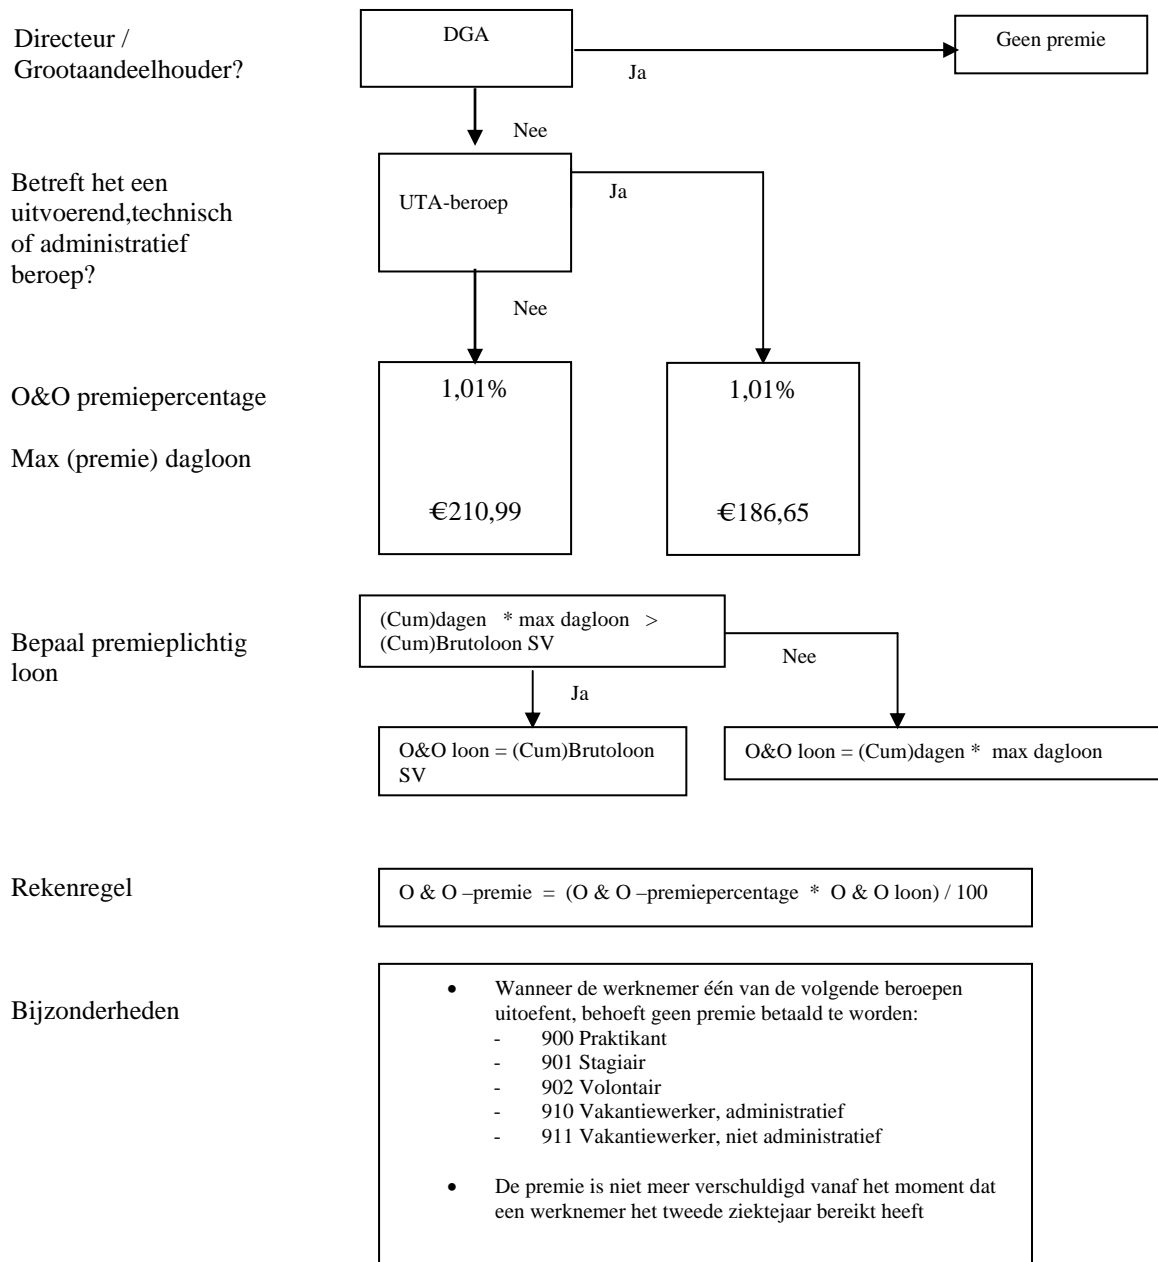 Directeur /
Grootaandeelhouder?
DGA
Ja
Geen premie
Nee
Betreft het een
uitvoerend,technisch
of administratief
beroep?
UTA-beroep
Ja
Nee
O&O premiepercentage
1,01%
1,01%
Max (premie) dagloon
€210,99
€186,65
Bepaal premieplichtig
loon
(Cum)dagen * max dagloon >
(Cum)Brutoloon SV
Nee
Ja
O&O loon = (Cum)Brutoloon
SV
O&O loon = (Cum)dagen * max dagloon
Rekenregel
O & O –premie = (O & O –premiepercentage * O & O loon) / 100
Bijzonderheden
• Wanneer de werknemer één van de volgende beroepen
uitoefent, behoeft geen premie betaald te worden:
- 900 Praktikant
- 901 Stagiair
- 902 Volontair
- 910 Vakantiewerker, administratief
- 911 Vakantiewerker, niet administratief
• De premie is niet meer verschuldigd vanaf het moment dat
een werknemer het tweede ziektejaar bereikt heeft